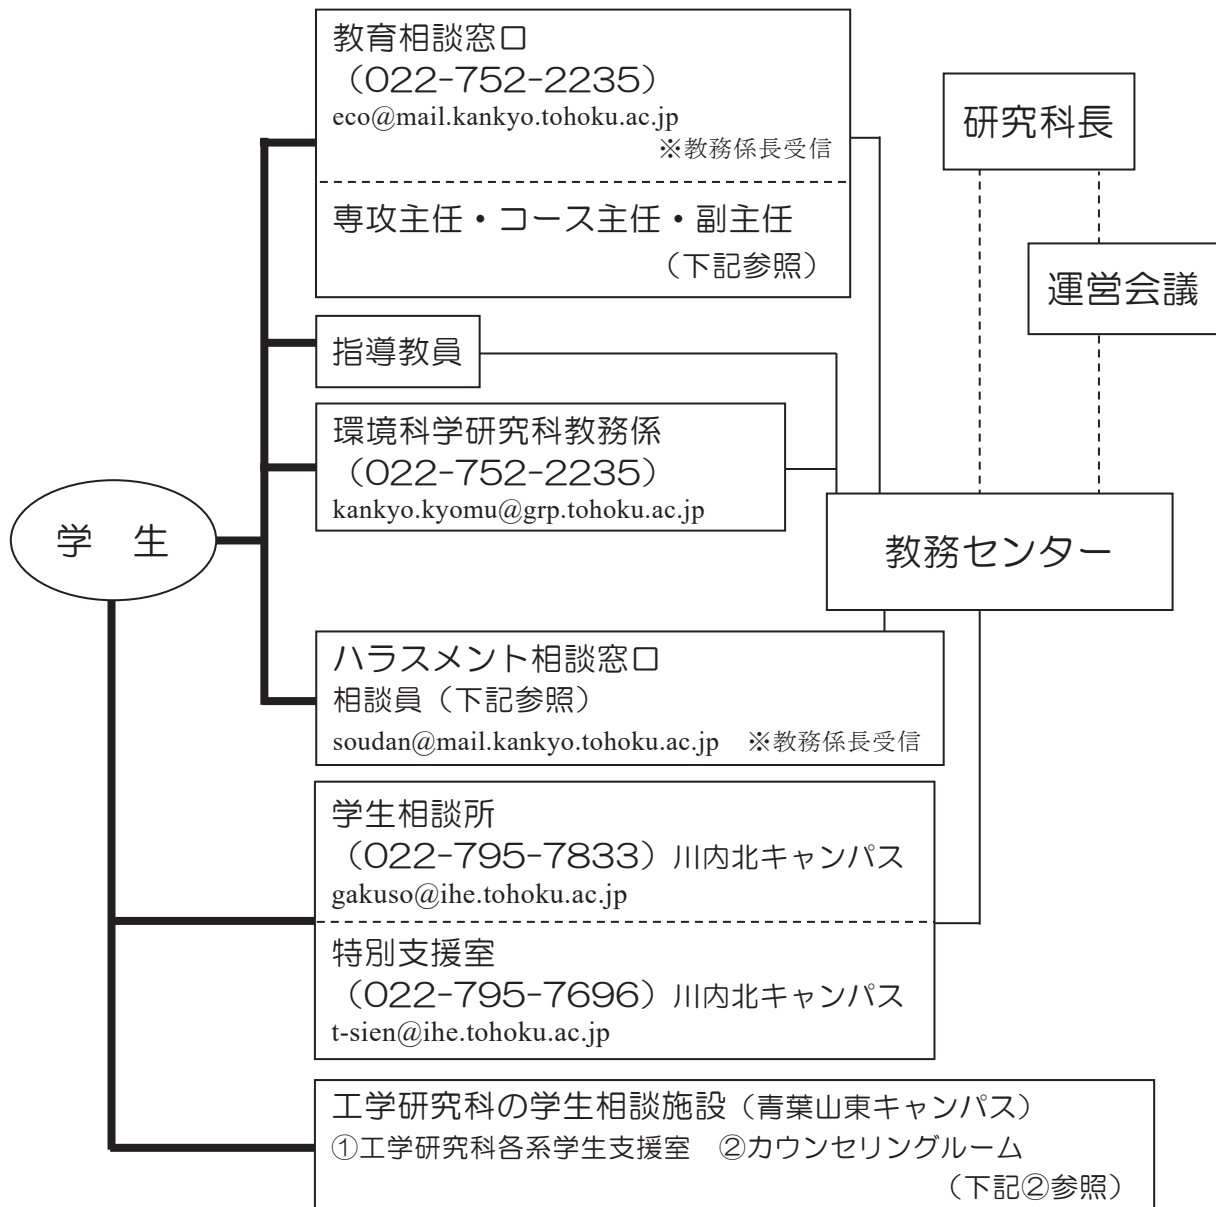 教育相談窓口
（022-752-2235）
eco@mail.kankyo.tohoku.ac.jp
※教務係長受信
専攻主任・コース主任・副主任
（下記参照）
研究科長
運営会議
指導教員
環境科学研究科教務係
（022-752-2235）
kankyo.kyomu@grp.tohoku.ac.jp
学　生
教務センター
ハラスメント相談窓口
相談員（下記参照）
soudan@mail.kankyo.tohoku.ac.jp　※教務係長受信
学生相談所
（022-795-7833）川内北キャンパス
gakuso@ihe.tohoku.ac.jp
特別支援室
（022-795-7696）川内北キャンパス
t-sien@ihe.tohoku.ac.jp
工学研究科の学生相談施設（青葉山東キャンパス）
①工学研究科各系学生支援室　②カウンセリングルーム
（下記②参照）